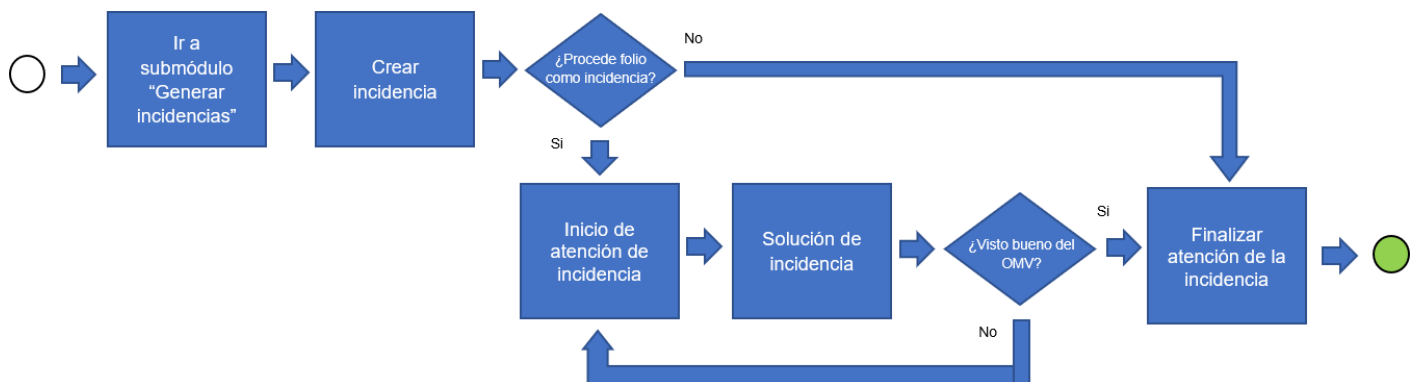 Ir a
submódulo
“Generar
incidencias”
Crear
incidencia
¿Procede folio
como incidencia?
No
Si
Inicio de
atención de
incidencia
Solución de
incidencia
¿Visto bueno del
OMV?
Si
No
Finalizar
atención de la
incidencia